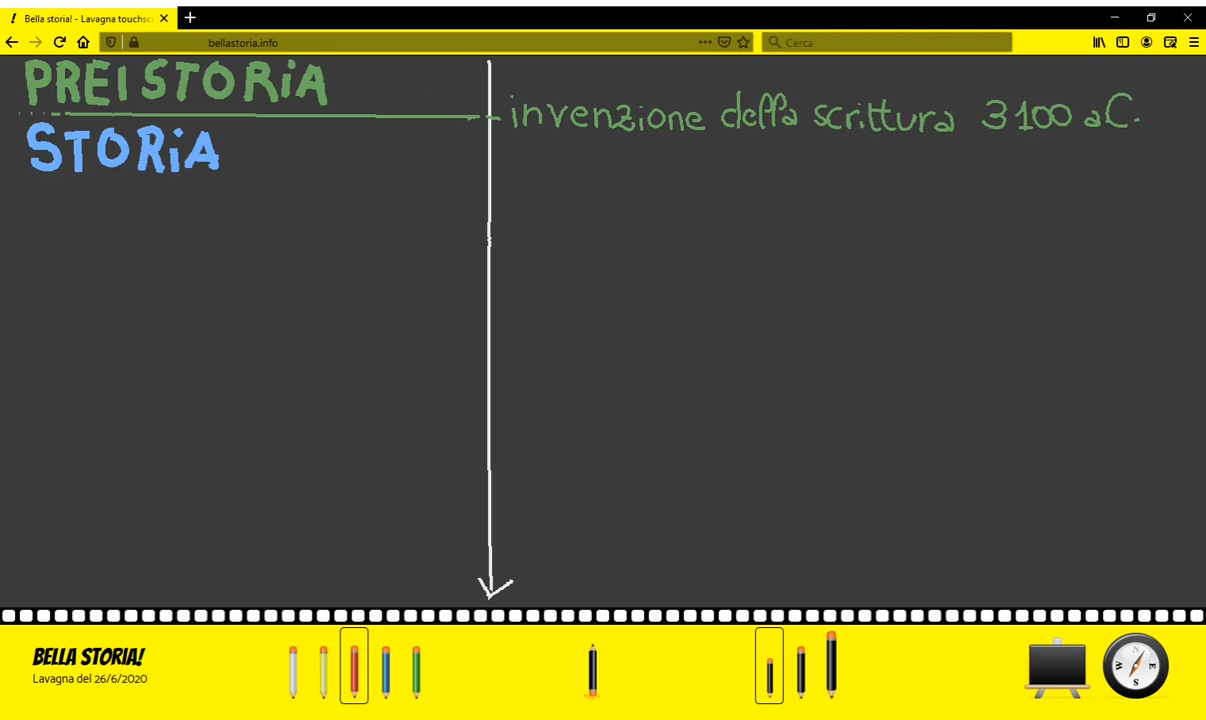 ! Bella storia! - Lavagna touchsc
bellastoria.info
Cerca
PREISTORiA
invenzione della scrittura 3100 aC.
STORiA
BELLA STORIA!
Lavagna del 26/6/2020
N
W E
S